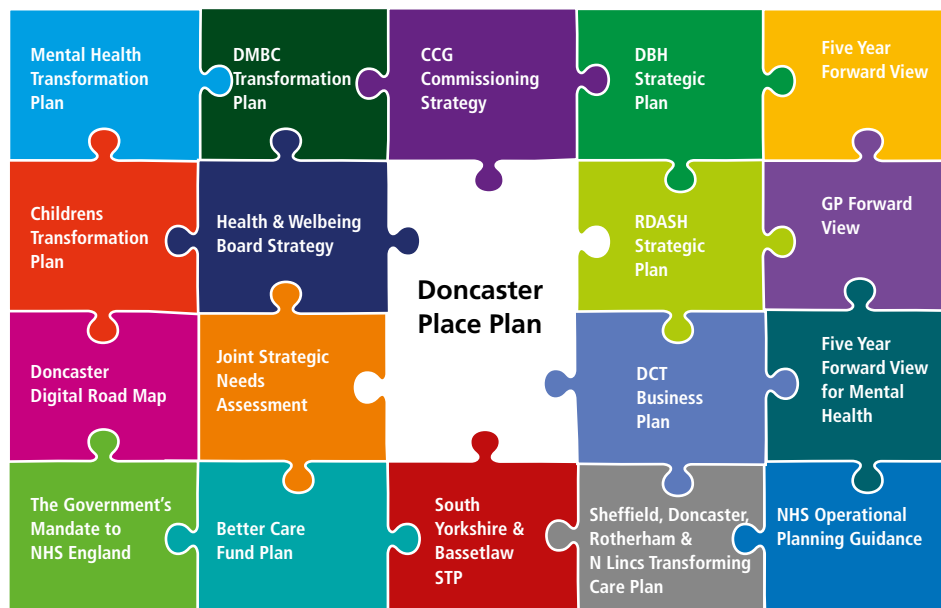 Mental Health
Transformation
Plan
DMBC
Transformation
Plan
CCG
Commissioning
Strategy
DBH
Strategic
Plan
Five Year
Forward View
Childrens
Transformation
Plan
Health & Welbeing
Board Strategy
Doncaster
Place Plan
RDASH
Strategic
Plan
GP Forward
View
Doncaster
Digital Road Map
Joint Strategic
Needs
Assessment
DCT
Business
Plan
Five Year
Forward View
for Mental
Health
The Government’s
Mandate to
NHS England
Better Care
Fund Plan
South
Yorkshire &
Bassetlaw
STP
Sheffield, Doncaster,
Rotherham &
N Lincs Transforming
Care Plan
NHS Operational
Planning Guidance